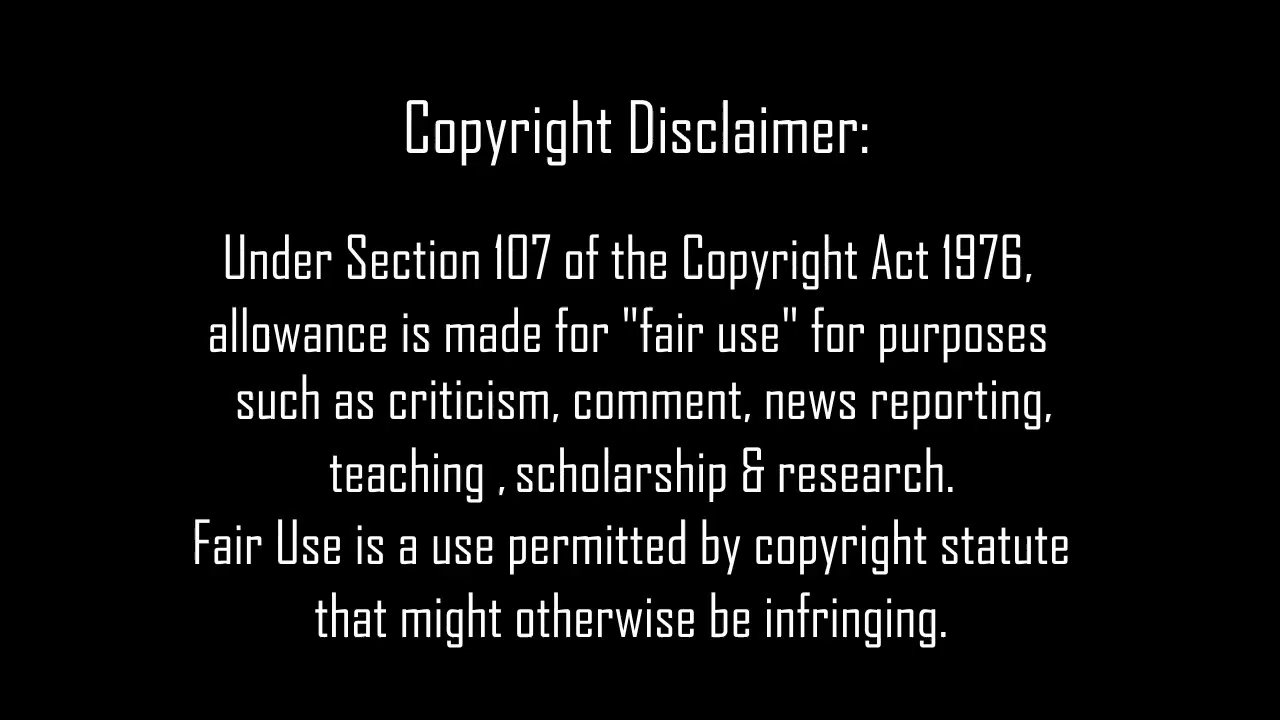 Copyright Disclaimer:
Under Section 107 of the Copyright Act 1976,
allowance is made for "fair use" for purposes
such as criticism, comment, news reporting,
teaching , scholarship & research.
Fair Use is a use permitted by copyright statute
that might otherwise be infringing.